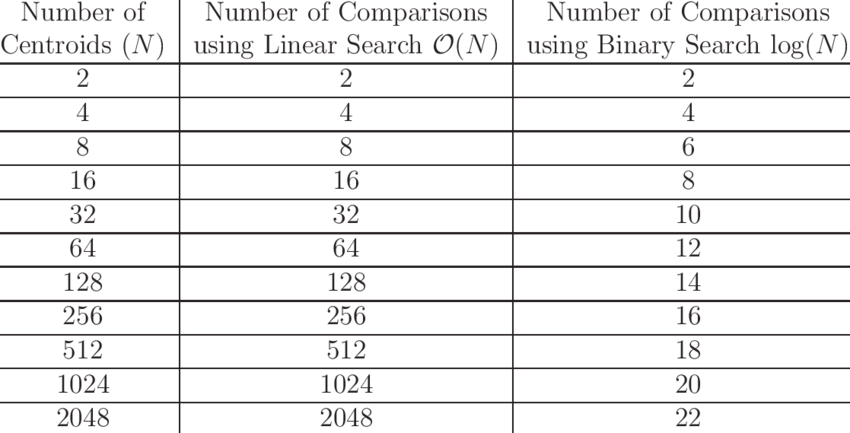 Number of Number of Comparisons Number of Comparisons
Centroids (N) using Linear Search 𝒪(N) using Binary Search log(N)
2 2 2
4 4 4
8 8 6
16 16 8
32 32 10
64 64 12
128 128 14
256 256 16
512 512 18
1024 1024 20
2048 2048 22